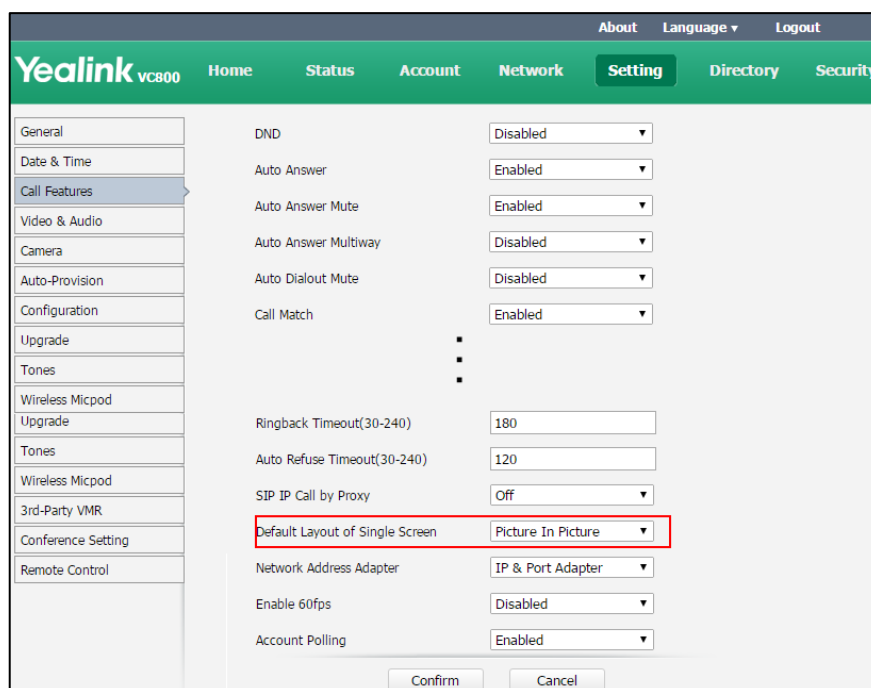 About Language ▾ Logout
Yealink VC800 Home Status Account Network Setting Directory Security
General
Date & Time
Call Features
Video & Audio
Camera
Auto-Provision
Configuration
Upgrade
Tones
Wireless Micpod
Upgrade
Tones
Wireless Micpod
3rd-Party VMR
Conference Setting
Remote Control
DND Disabled
Auto Answer Enabled
Auto Answer Mute Enabled
Auto Answer Multiway Disabled
Auto Dialout Mute Disabled
Call Match Enabled
Ringback Timeout(30-240) 180
Auto Refuse Timeout(30-240) 120
SIP IP Call by Proxy Off
Default Layout of Single Screen Picture In Picture
Network Address Adapter IP & Port Adapter
Enable 60fps Disabled
Account Polling Enabled
Confirm Cancel